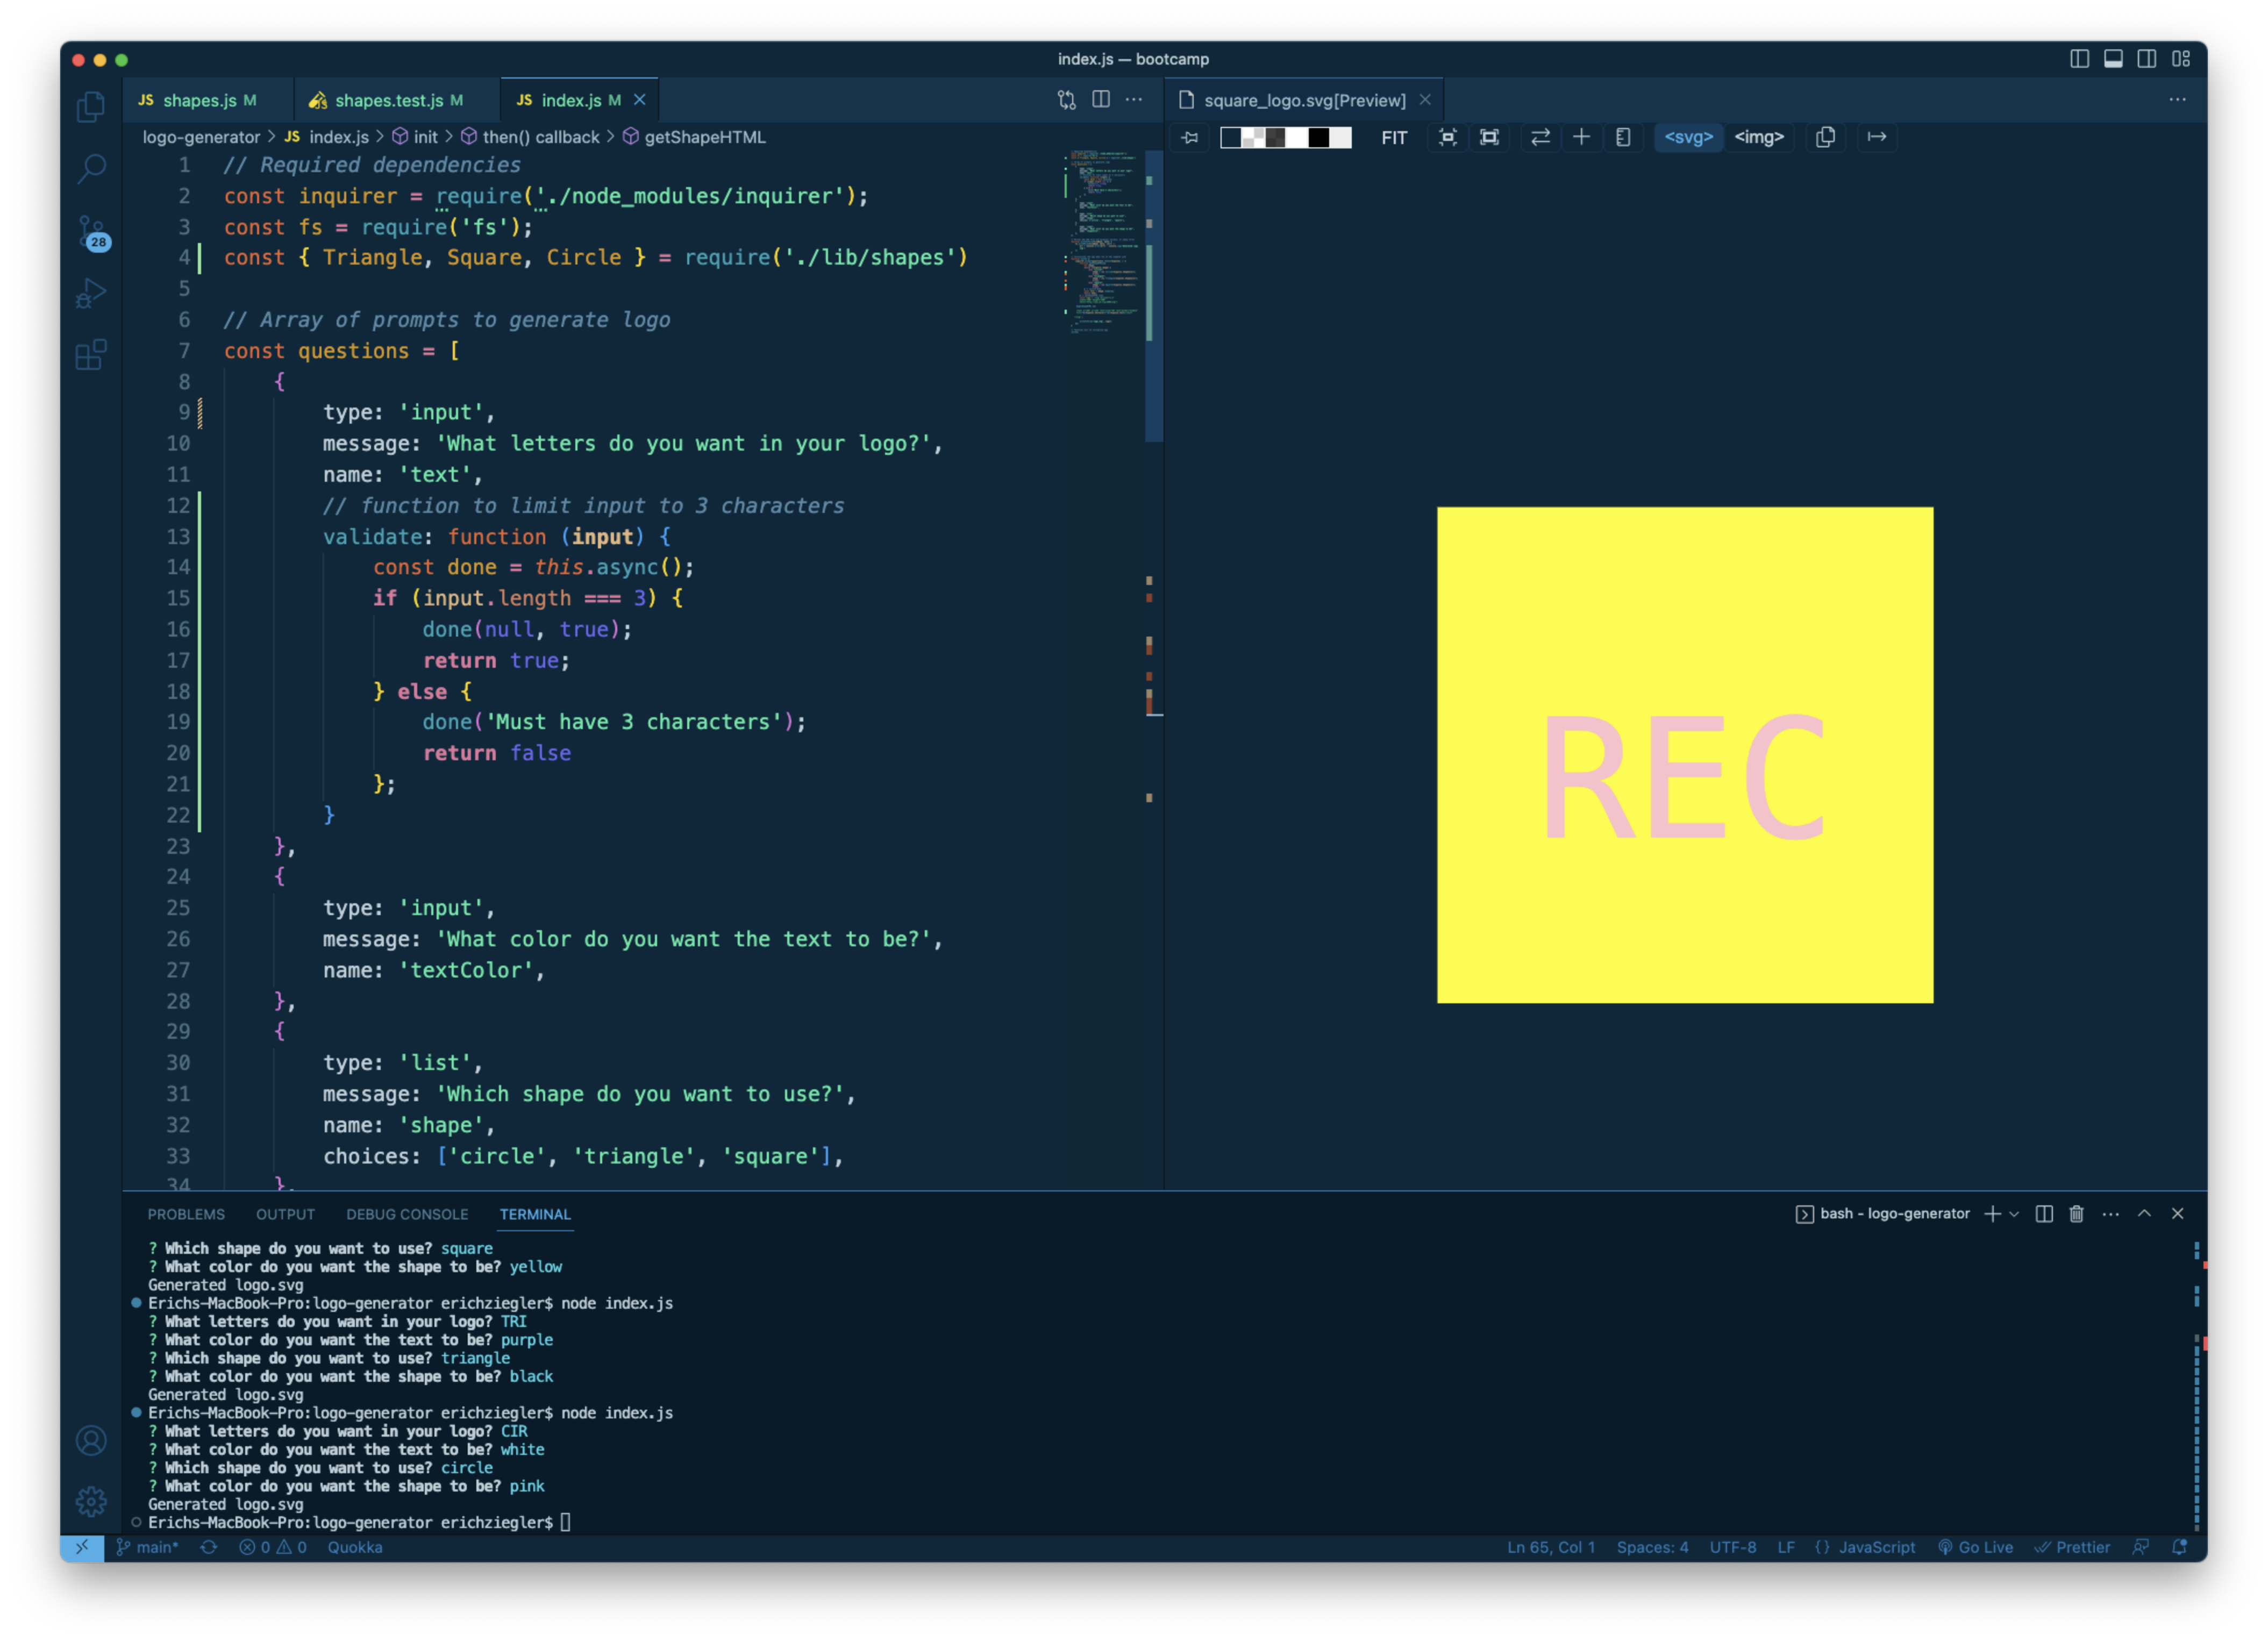 index.js — bootcamp
JS shapes.js M
shapes.test.js M
JS index.js M
logo-generator > JS index.js > init > then() callback > getShapeHTML
1 // Required dependencies
2 const inquirer = require('./node_modules/inquirer');
3 const fs = require('fs');
4 const { Triangle, Square, Circle } = require('./lib/shapes')
5
6 // Array of prompts to generate logo
7 const questions = [
8 {
9 type: 'input',
10 message: 'What letters do you want in your logo?',
11 name: 'text',
12 // function to limit input to 3 characters
13 validate: function (input) {
14 const done = this.async();
15 if (input.length === 3) {
16 done(null, true);
17 return true;
18 } else {
19 done('Must have 3 characters');
20 return false
21 };
22 }
23 },
24 {
25 type: 'input',
26 message: 'What color do you want the text to be?',
27 name: 'textColor',
28 },
29 {
30 type: 'list',
31 message: 'Which shape do you want to use?',
32 name: 'shape',
33 choices: ['circle', 'triangle', 'square'],
34 },
28
square_logo.svg[Preview]
FIT <svg> <img>
REC
PROBLEMS OUTPUT DEBUG CONSOLE TERMINAL
bash - logo-generator
? Which shape do you want to use? square
? What color do you want the shape to be? yellow
Generated logo.svg
Erichs-MacBook-Pro:logo-generator erichziegler$ node index.js
? What letters do you want in your logo? TRI
? What color do you want the text to be? purple
? Which shape do you want to use? triangle
? What color do you want the shape to be? black
Generated logo.svg
Erichs-MacBook-Pro:logo-generator erichziegler$ node index.js
? What letters do you want in your logo? CIR
? What color do you want the text to be? white
? Which shape do you want to use? circle
? What color do you want the shape to be? pink
Generated logo.svg
Erichs-MacBook-Pro:logo-generator erichziegler$
main* 0 0 Quokka
Ln 65, Col 1 Spaces: 4 UTF-8 LF {} JavaScript Go Live Prettier